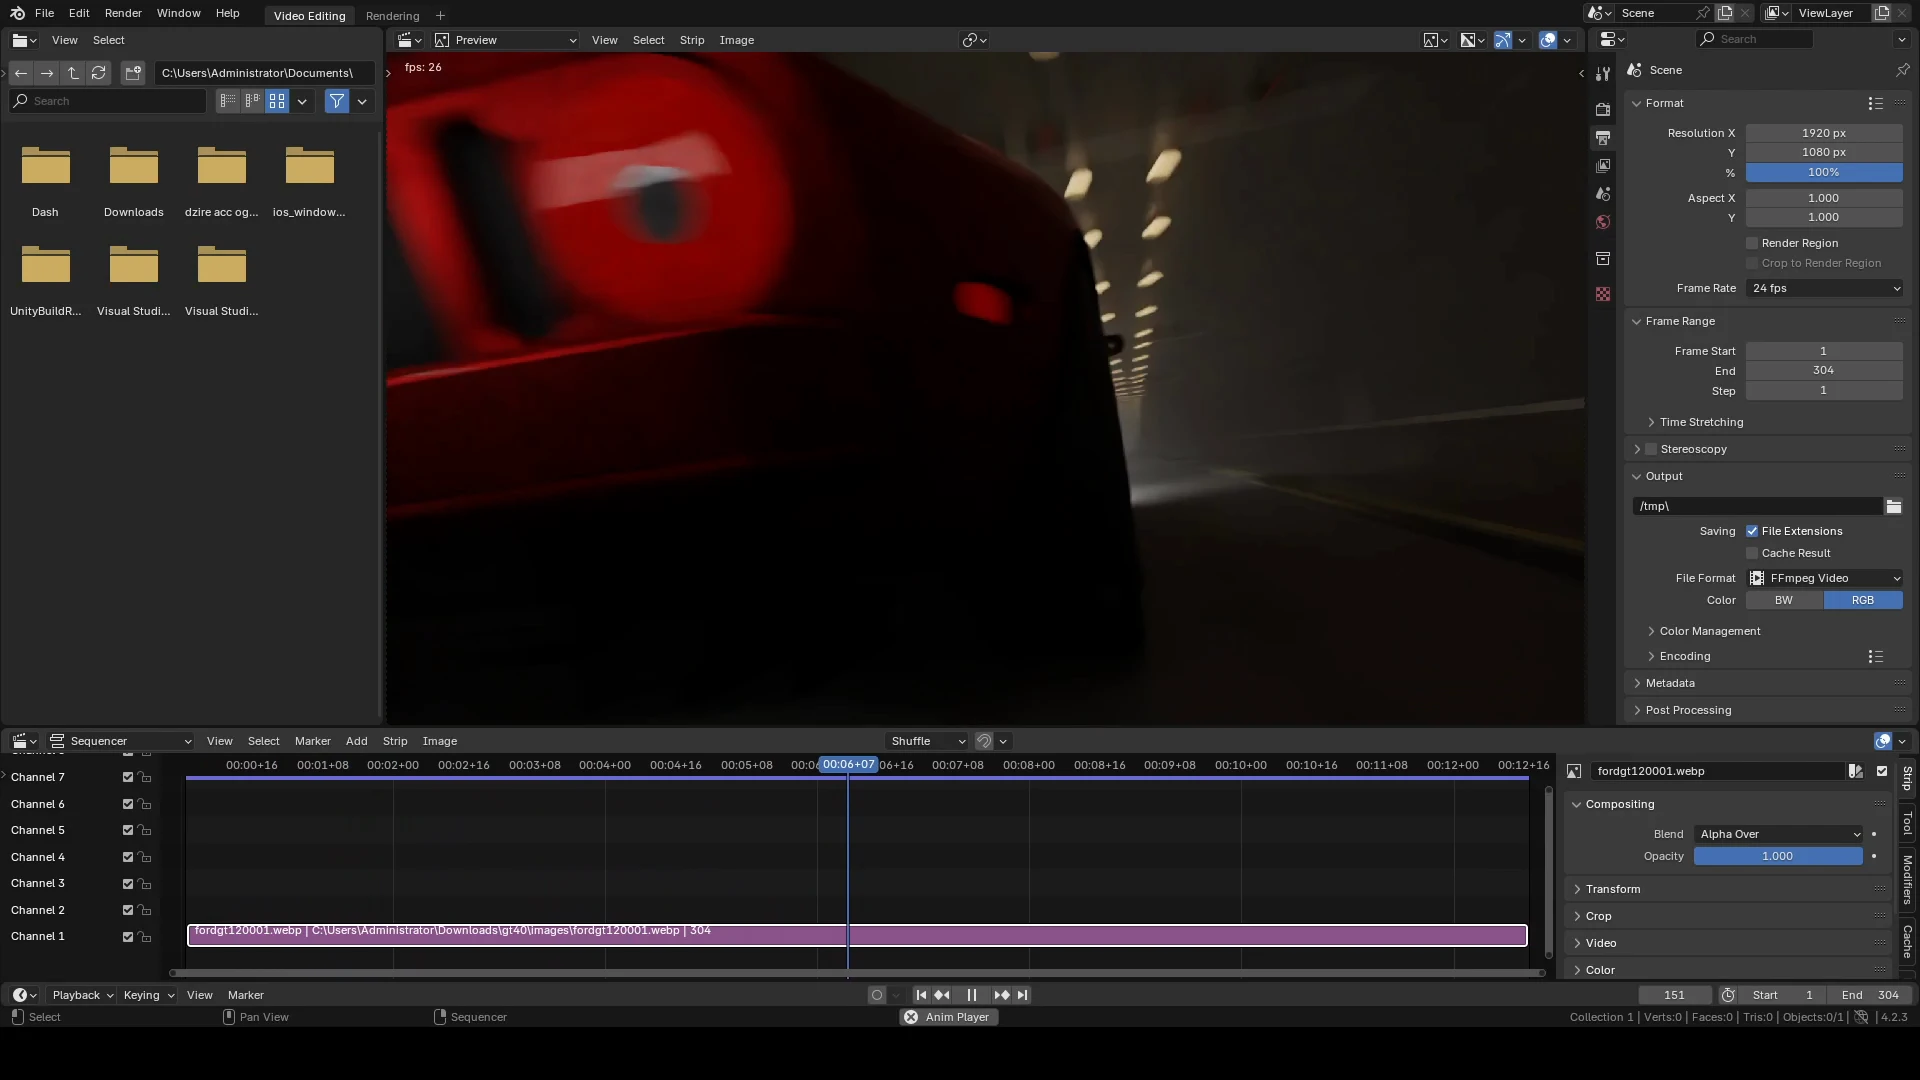 File Edit Render Window Help Video Editing Rendering + Scene ViewLayer
View Select Preview View Select Strip Image Search
C:\Users\Administrator\Documents\
Search
fps: 26
Dash Downloads dzire acc og... ios_window...
UnityBuildR... Visual Studi... Visual Studi...
Scene
Format
Resolution X 1920 px
Y 1080 px
% 100%
Aspect X 1.000
Y 1.000
Render Region
Crop to Render Region
Frame Rate 24 fps
Frame Range
Frame Start 1
End 304
Step 1
Time Stretching
Stereoscopy
Output
/tmp\
Saving File Extensions
Cache Result
File Format FFmpeg Video
Color BW RGB
Color Management
Encoding
Metadata
Post Processing
Sequencer View Select Marker Add Strip Image Shuffle
00:00+16 00:01+08 00:02+00 00:02+16 00:03+08 00:04+00 00:04+16 00:05+08 00:06+07 06+16 00:07+08 00:08+00 00:08+16 00:09+08 00:10+00 00:10+16 00:11+08 00:12+00 00:12+16
Channel 7
Channel 6
Channel 5
Channel 4
Channel 3
Channel 2
Channel 1
fordgt120001.webp | C:\Users\Administrator\Downloads\gt40\images\fordgt120001.webp | 304
fordgt120001.webp
Compositing
Blend Alpha Over
Opacity 1.000
Transform
Crop
Video
Color
Strip
Tool
Modifiers
Cache
Playback Keying View Marker 151 Start 1 End 304
Select Pan View Sequencer Anim Player Collection 1 | Verts:0 | Faces:0 | Tris:0 | Objects:0/1 | 4.2.3